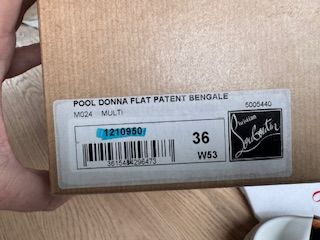 POOL DONNA FLAT PATENT BENGALE
M024 MULTI
5005440
1210950
36
W53
Christian
Louboutin